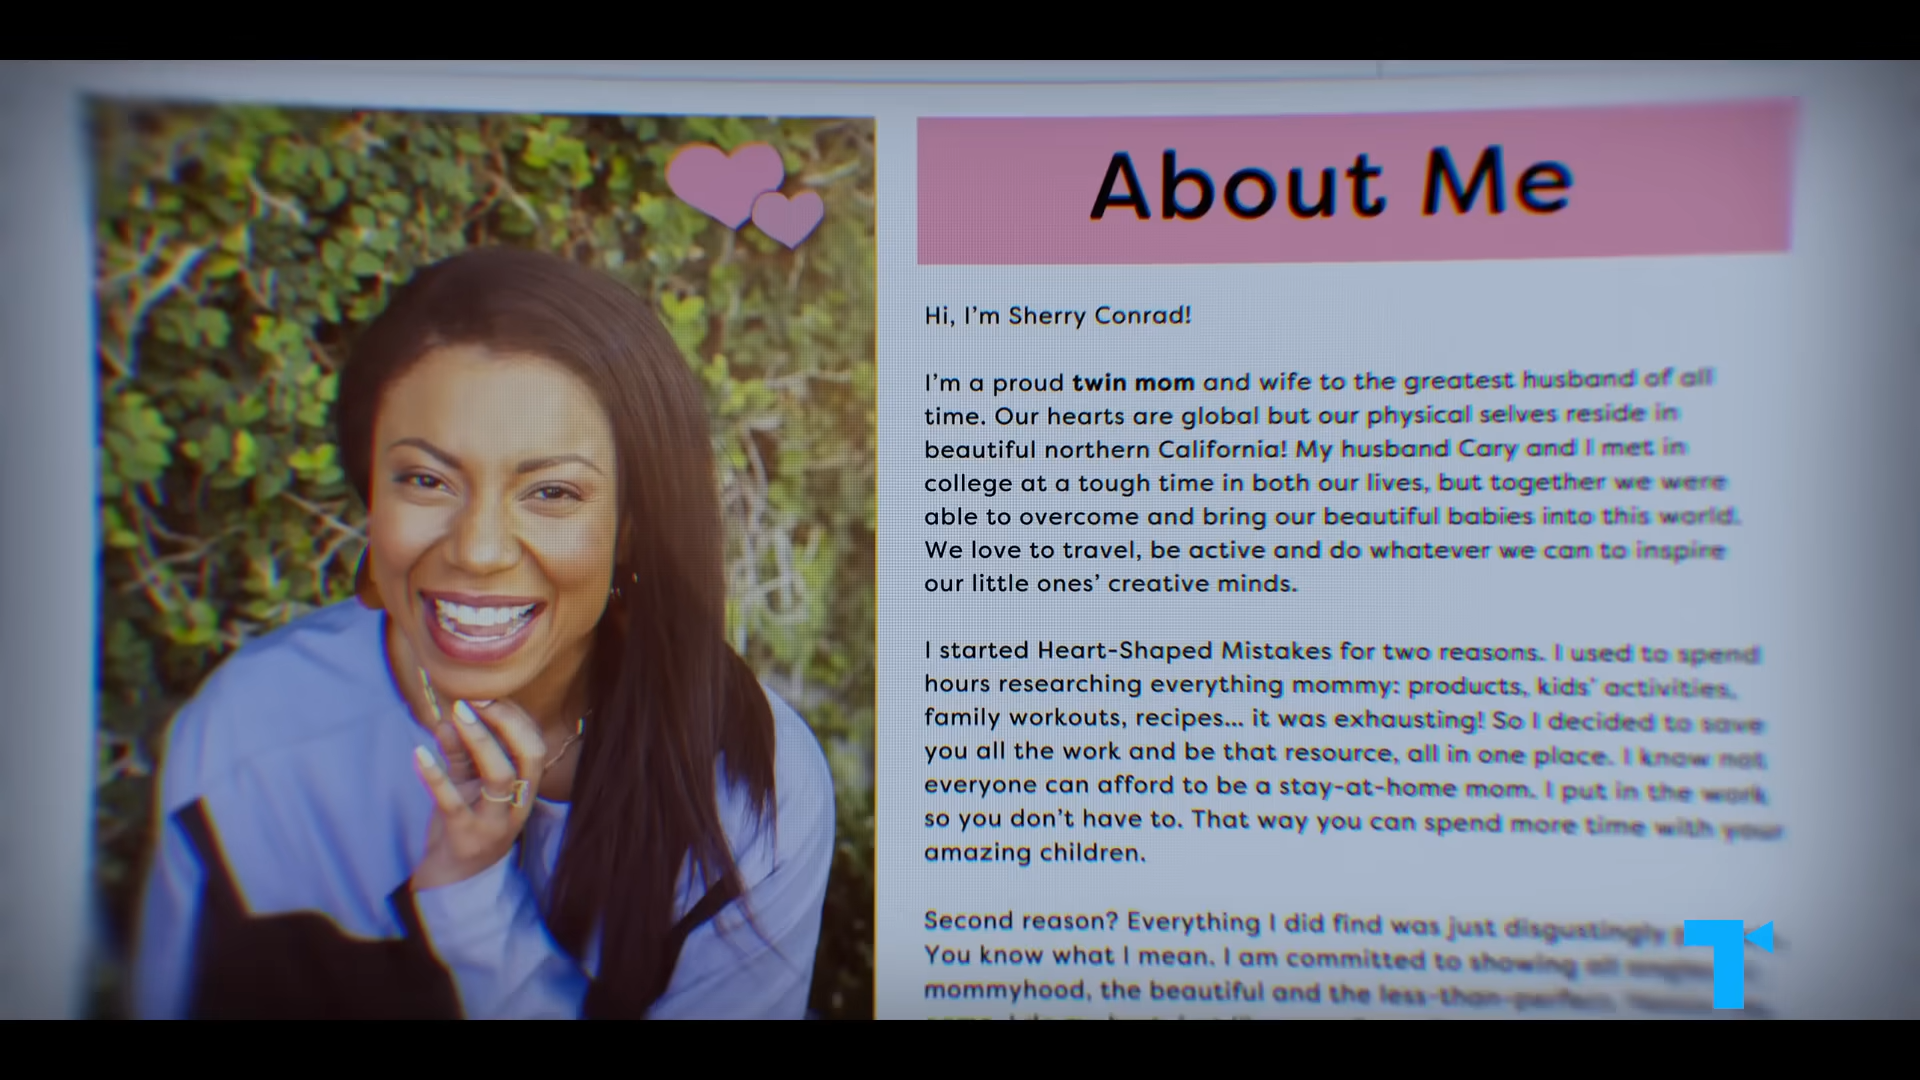 About Me
Hi, I'm Sherry Conrad!
I'm a proud twin mom and wife to the greatest husband of all
time. Our hearts are global but our physical selves reside in
beautiful northern California! My husband Cary and I met in
college at a tough time in both our lives, but together we were
able to overcome and bring our beautiful babies into this world.
We love to travel, be active and do whatever we can to inspire
our little ones' creative minds.
I started Heart-Shaped Mistakes for two reasons. I used to spend
hours researching everything mommy: products, kids' activities,
family workouts, recipes... it was exhausting! So I decided to save
you all the work and be that resource, all in one place. I know not
everyone can afford to be a stay-at-home mom. I put in the work
so you don't have to. That way you can spend more time with your
amazing children.
Second reason? Everything I did find was just disgustingly
You know what I mean. I am committed to showing all
mommyhood, the beautiful and the less-than-perfect.